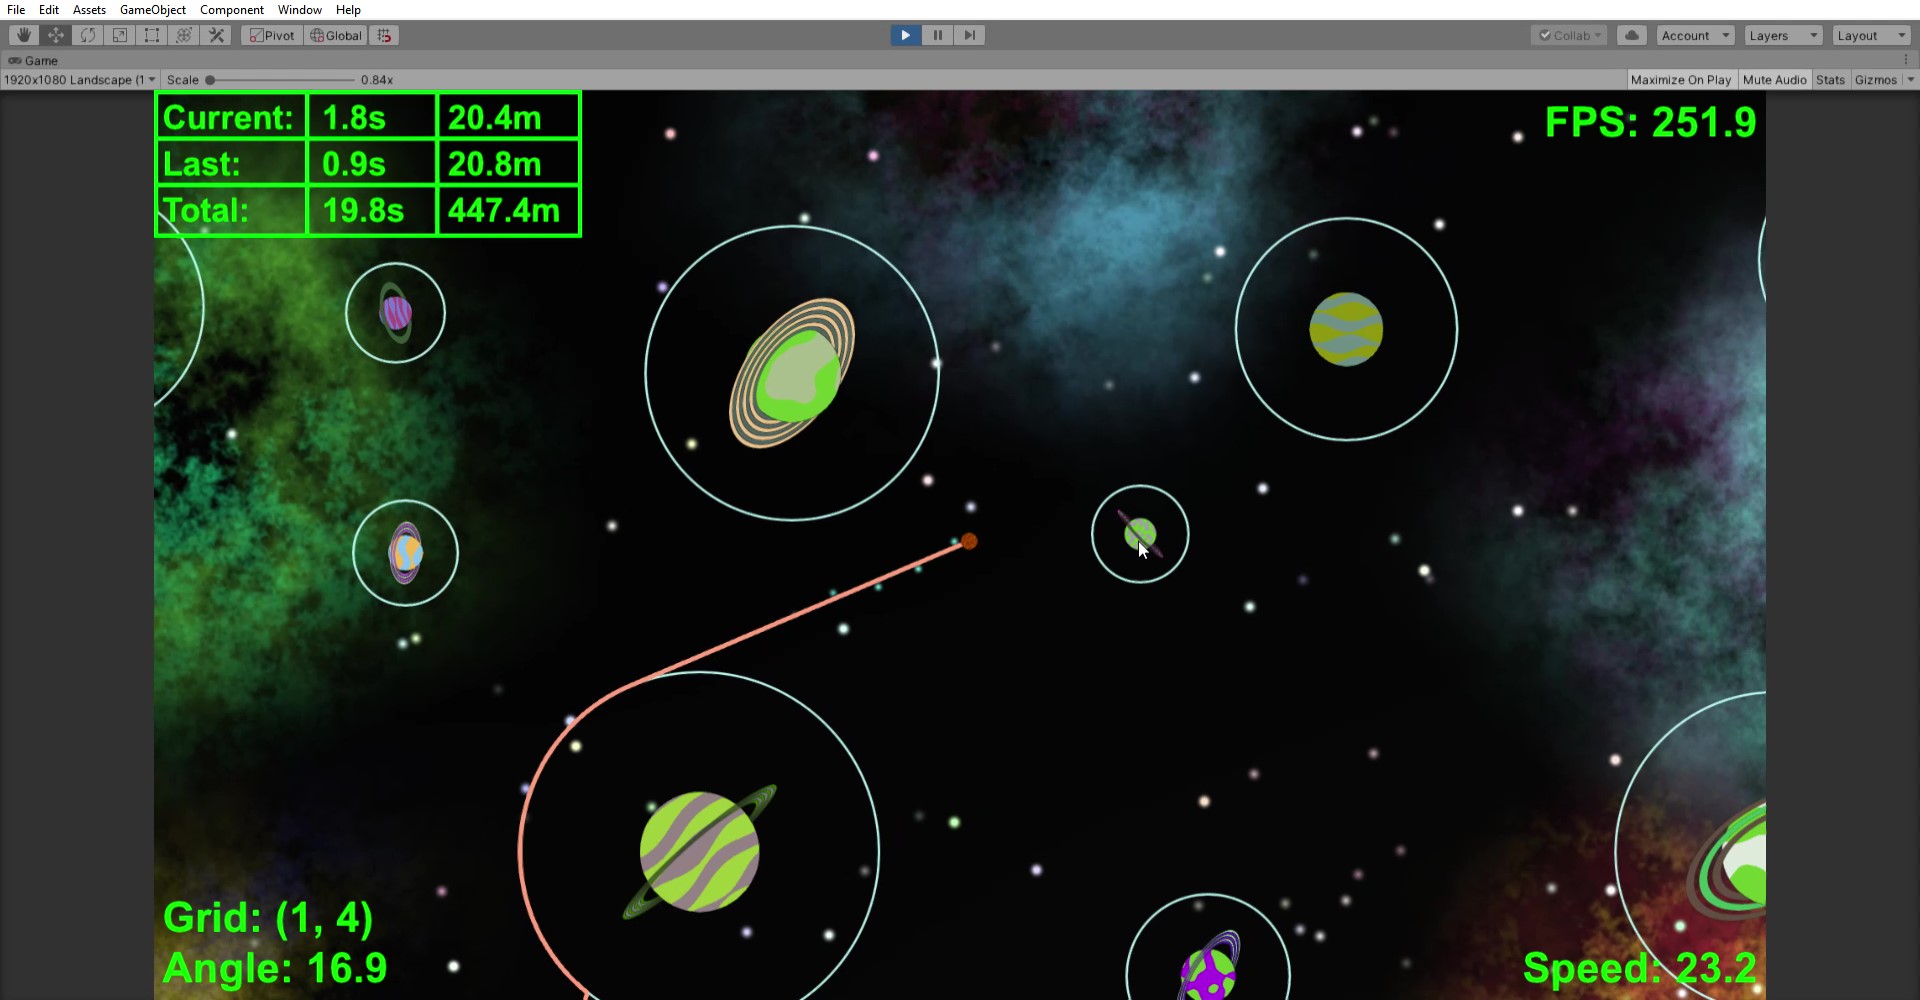 File Edit Assets GameObject Component Window Help
Pivot Global Collab Account Layers Layout
Game
1920x1080 Landscape (1 Scale 0.84x Maximize On Play Mute Audio Stats Gizmos
Current: 1.8s 20.4m
FPS: 251.9
Last: 0.9s 20.8m
Total: 19.8s 447.4m
Grid: (1, 4)
Angle: 16.9
Speed: 23.2